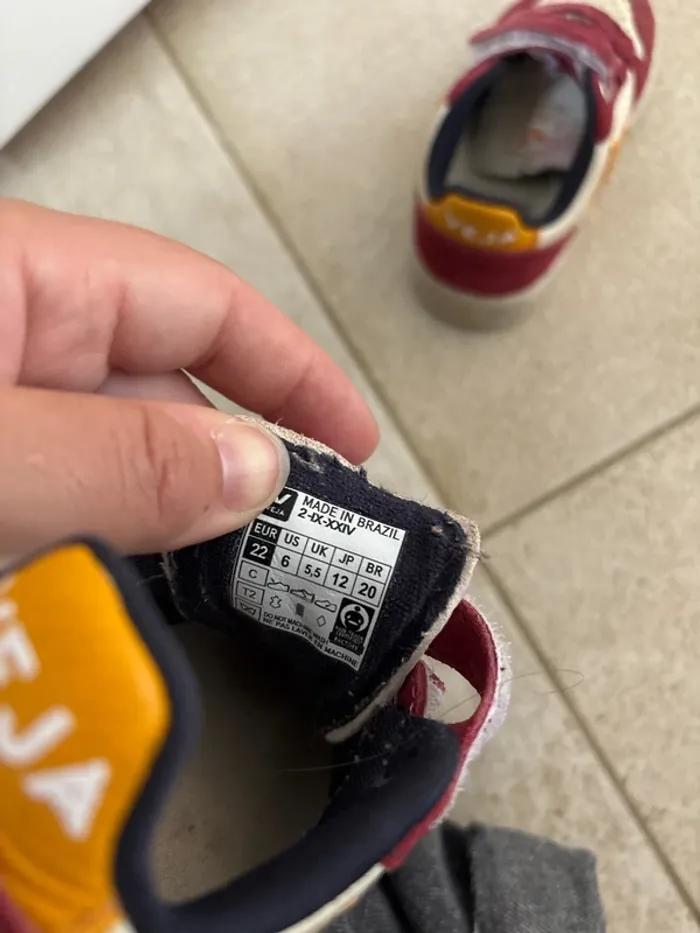 VEJA
VEJA
MADE IN BRAZIL
2-IX-XXIV
EUR US UK JP BR
22 6 5,5 12 20
C
T2
DO NOT MACHINE WASH
NE PAS LAVER EN MACHINE
EJA